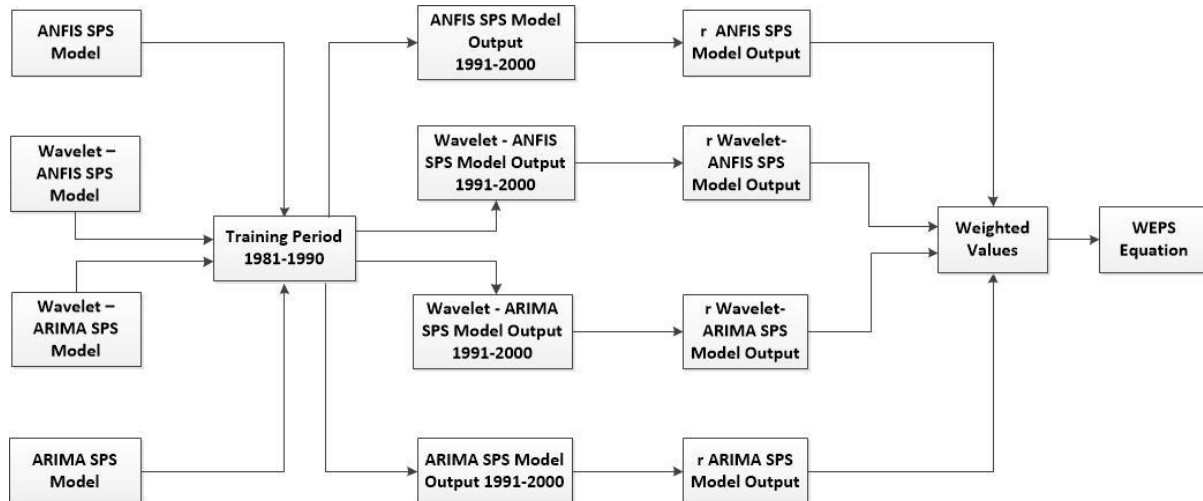 ANFIS SPS
Model
Wavelet –
ANFIS SPS
Model
Wavelet –
ARIMA SPS
Model
ARIMA SPS
Model
Training Period
1981-1990
ANFIS SPS Model
Output
1991-2000
Wavelet - ANFIS
SPS Model Output
1991-2000
Wavelet - ARIMA
SPS Model Output
1991-2000
ARIMA SPS Model
Output 1991-2000
r ANFIS SPS
Model Output
r Wavelet-
ANFIS SPS
Model Output
r Wavelet-
ARIMA SPS
Model Output
r ARIMA SPS
Model Output
Weighted
Values
WEPS
Equation